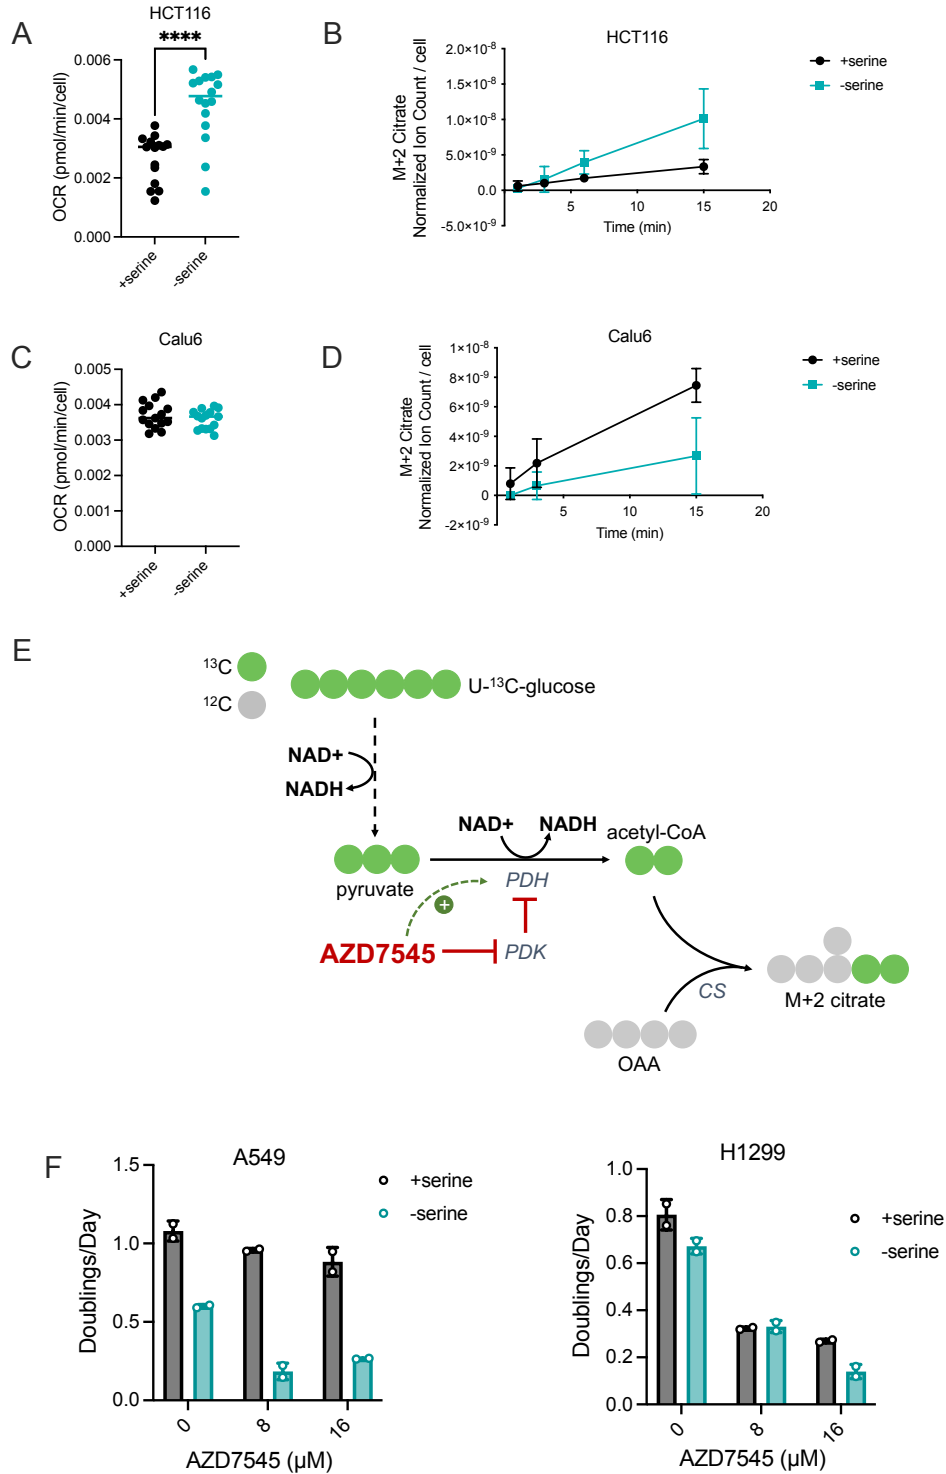 A
HCT116
****
OCR (pmol/min/cell)
0.006
0.004
0.002
0.000
+serine
-serine
B
HCT116
M+2 Citrate
Normalized Ion Count / cell
2.0×10⁻⁸
1.5×10⁻⁸
1.0×10⁻⁸
5.0×10⁻⁹
0.0
-5.0×10⁻⁹
5
10
15
20
Time (min)
+serine
-serine
C
Calu6
OCR (pmol/min/cell)
0.005
0.004
0.003
0.002
0.001
0.000
+serine
-serine
D
Calu6
M+2 Citrate
Normalized Ion Count / cell
1×10⁻⁸
8×10⁻⁹
6×10⁻⁹
4×10⁻⁹
2×10⁻⁹
0
-2×10⁻⁹
5
10
15
20
Time (min)
+serine
-serine
E
¹³C
¹²C
U-¹³C-glucose
NAD+
NADH
NAD+ NADH
acetyl-CoA
pyruvate
PDH
+
AZD7545
PDK
CS
M+2 citrate
OAA
F
A549
Doublings/Day
1.5
1.0
0.5
0.0
0
8
16
AZD7545 (µM)
+serine
-serine
H1299
Doublings/Day
0.8
1.0
0.6
0.4
0.2
0.0
0
8
16
AZD7545 (µM)
+serine
-serine